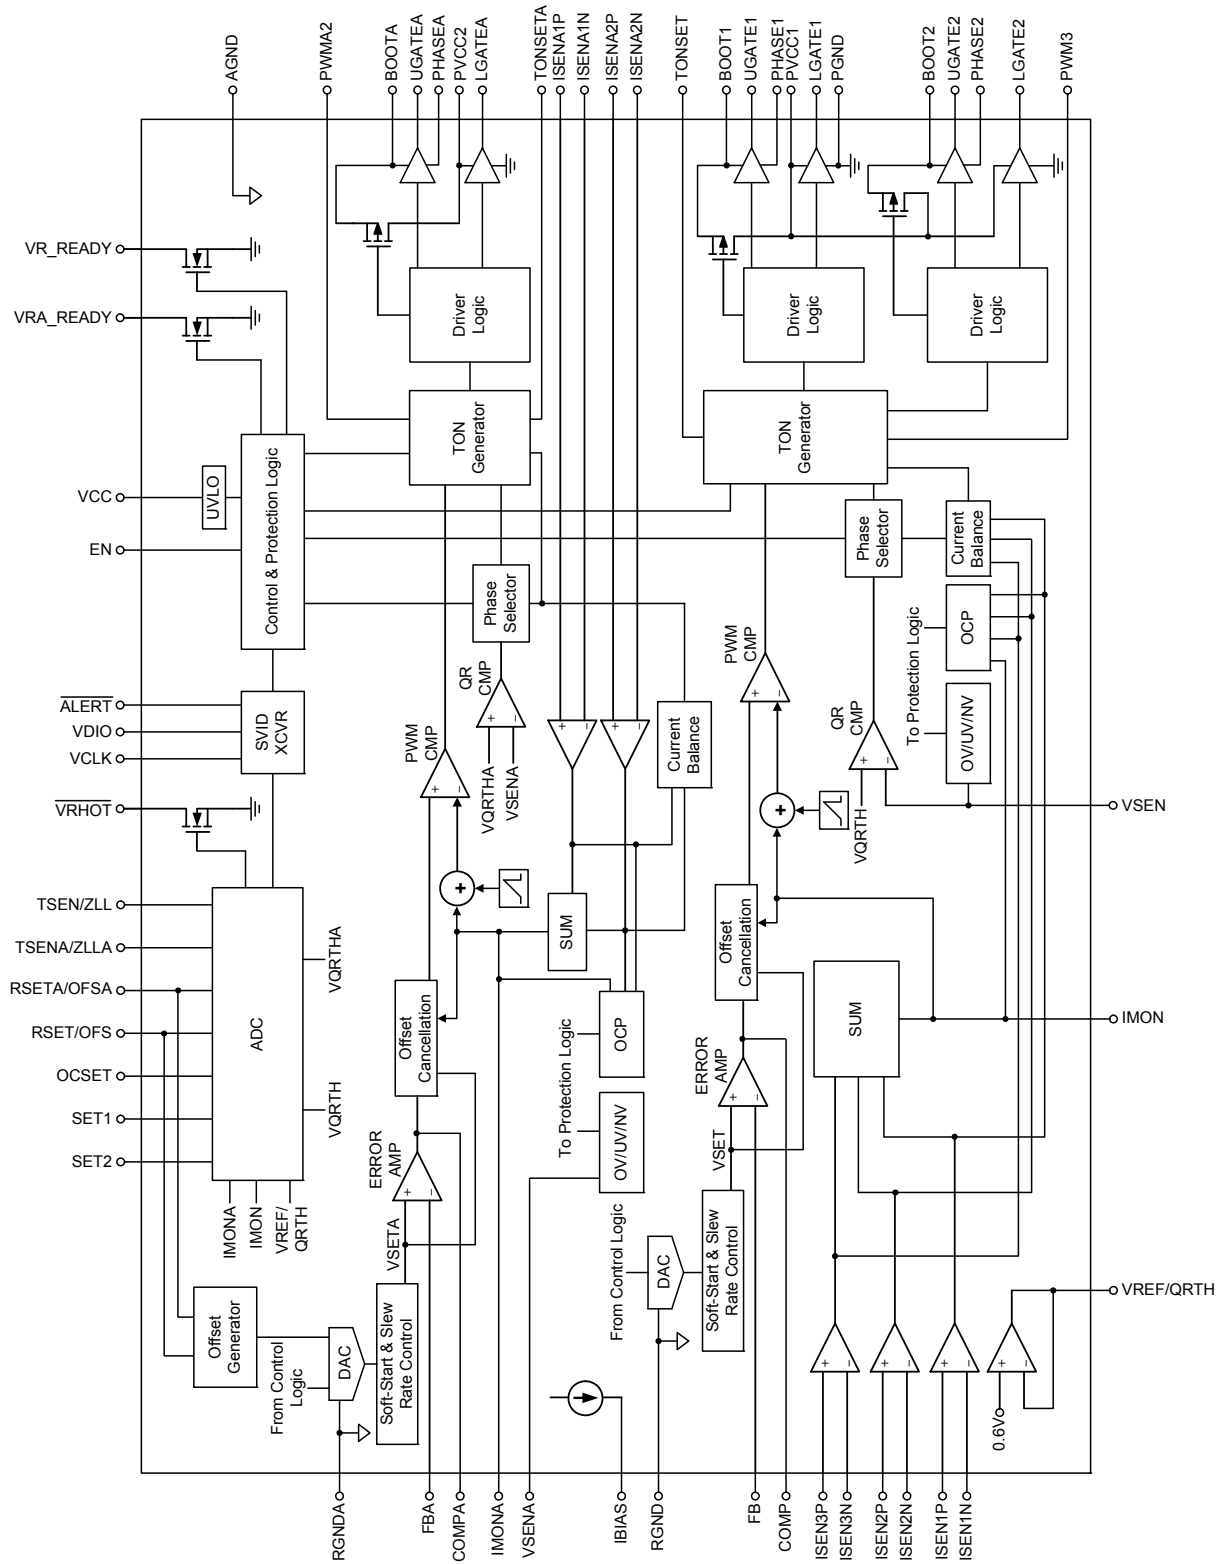 AGND
PWMA2
BOOTA
UGATEA
PHASEA
PVCC2
LGATEA
TONSETA
ISENA1P
ISENA1N
ISENA2P
ISENA2N
TONSET
BOOT1
UGATE1
PHASE1
PVCC1
LGATE1
PGND
BOOT2
UGATE2
PHASE2
LGATE2
PWM3
VR_READY
VRA_READY
VCC
EN
ALERT
VDIO
VCLK
VRHOT
TSEN/ZLL
TSENA/ZLLA
RSETA/OFSA
RSET/OFS
OCSET
SET1
SET2
UVLO
Control & Protection Logic
SVID
XCVR
ADC
VQRTHA
VQRTH
IMONA
IMON
VREF/
QRTH
Offset
Generator
From Control
Logic
DAC
Soft-Start & Slew
Rate Control
VSETA
ERROR
AMP
+
-
Offset
Cancellation
+
PWM
CMP
+
-
QR
CMP
+
-
VQRTHA
VSENA
Phase
Selector
TON
Generator
Driver
Logic
+
-
+
-
Current
Balance
SUM
OCP
To Protection Logic
OV/UV/NV
From Control Logic
DAC
Soft-Start & Slew
Rate Control
VSET
ERROR
AMP
+
-
Offset
Cancellation
+
PWM
CMP
+
-
QR
CMP
+
-
VQRTH
Phase
Selector
TON
Generator
Driver
Logic
Driver
Logic
Current
Balance
OCP
To Protection Logic
OV/UV/NV
SUM
+
-
+
-
+
-
+
-
0.6V
VSEN
IMON
VREF/QRTH
RGNDA
FBA
COMPA
IMONA
VSENA
IBIAS
RGND
FB
COMP
ISEN3P
ISEN3N
ISEN2P
ISEN2N
ISEN1P
ISEN1N